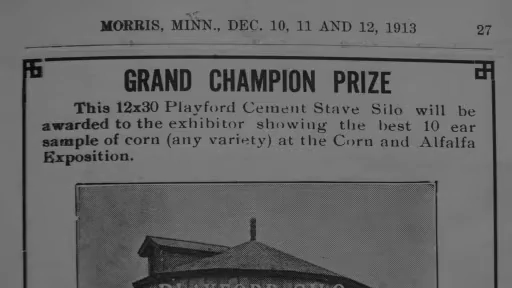 MORRIS, MINN., DEC. 10, 11 AND 12, 1913 27
GRAND CHAMPION PRIZE
This 12x30 Playford Cement Stave Silo will be
awarded to the exhibitor showing the best 10 ear
sample of corn (any variety) at the Corn and Alfalfa
Exposition.
PLAYFORD SILO